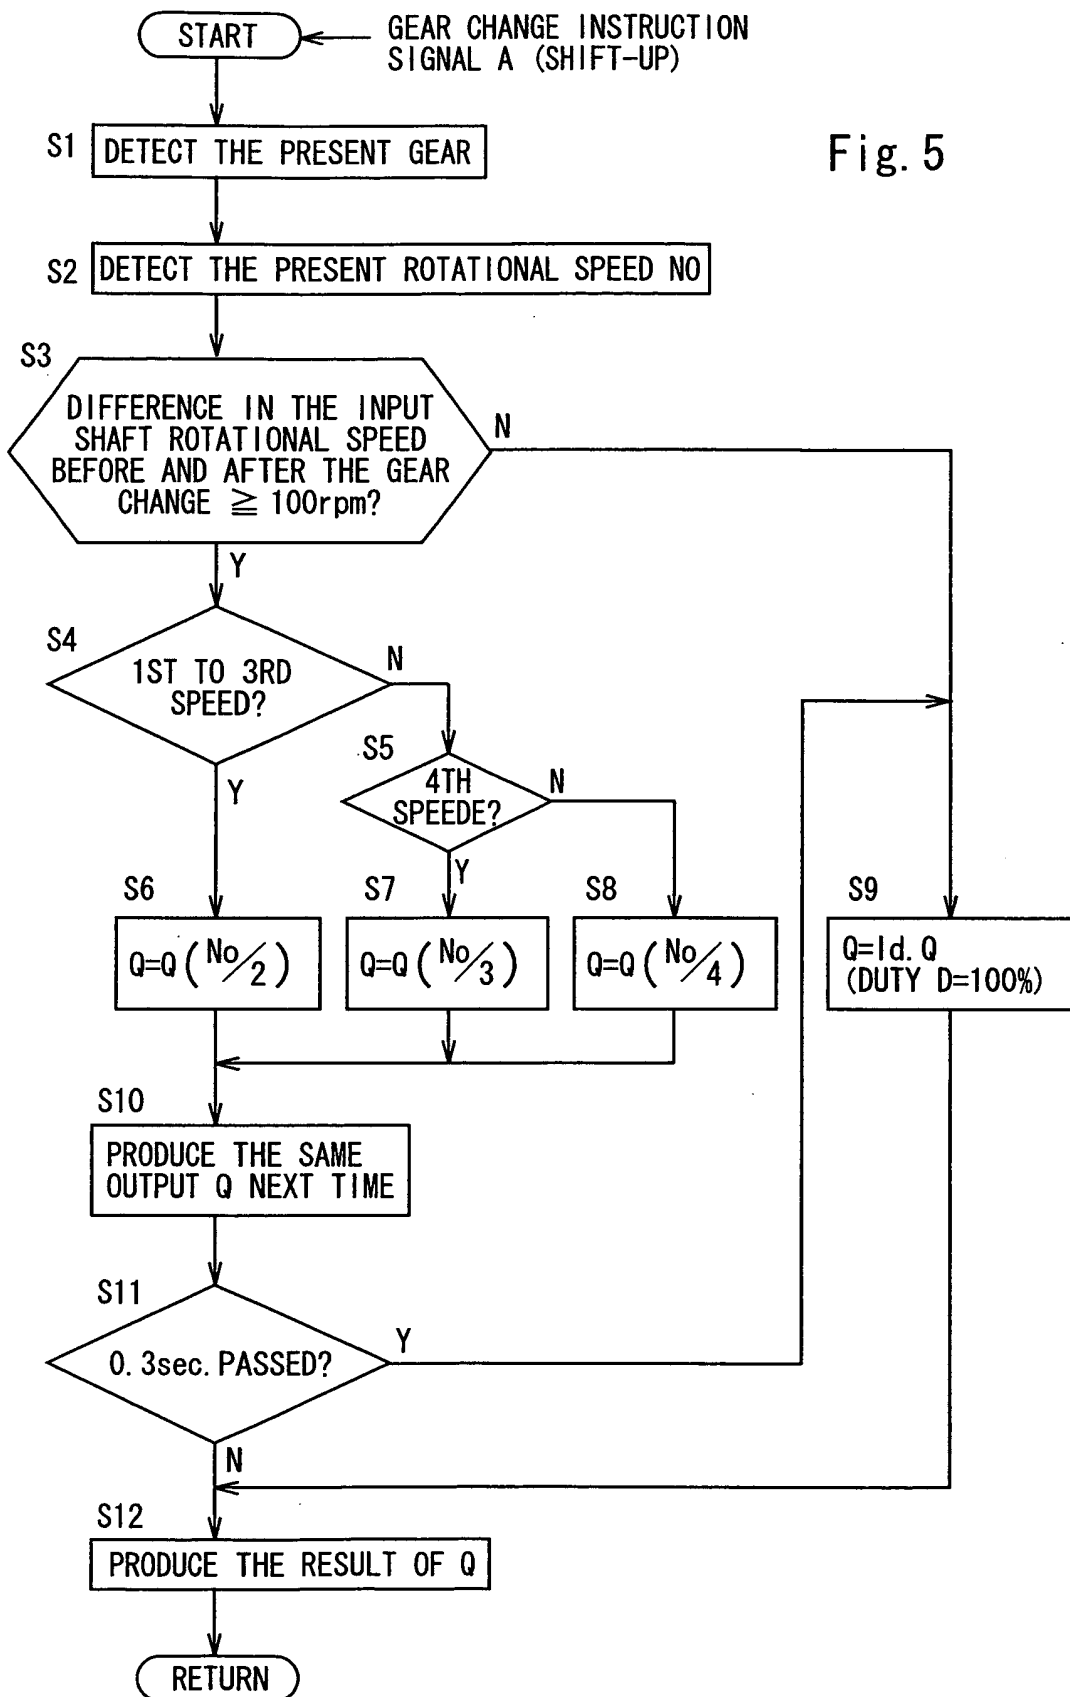 START
GEAR CHANGE INSTRUCTION
SIGNAL A (SHIFT-UP)
Fig. 5
S1
DETECT THE PRESENT GEAR
S2
DETECT THE PRESENT ROTATIONAL SPEED NO
S3
DIFFERENCE IN THE INPUT
SHAFT ROTATIONAL SPEED
BEFORE AND AFTER THE GEAR
CHANGE ≧ 100rpm?
N
Y
S4
1ST TO 3RD
SPEED?
N
Y
S5
4TH
SPEEDE?
N
Y
S6
Q=Q(No/2)
S7
Q=Q(No/3)
S8
Q=Q(No/4)
S9
Q=Id. Q
(DUTY D=100%)
S10
PRODUCE THE SAME
OUTPUT Q NEXT TIME
S11
0. 3sec. PASSED?
Y
N
S12
PRODUCE THE RESULT OF Q
RETURN